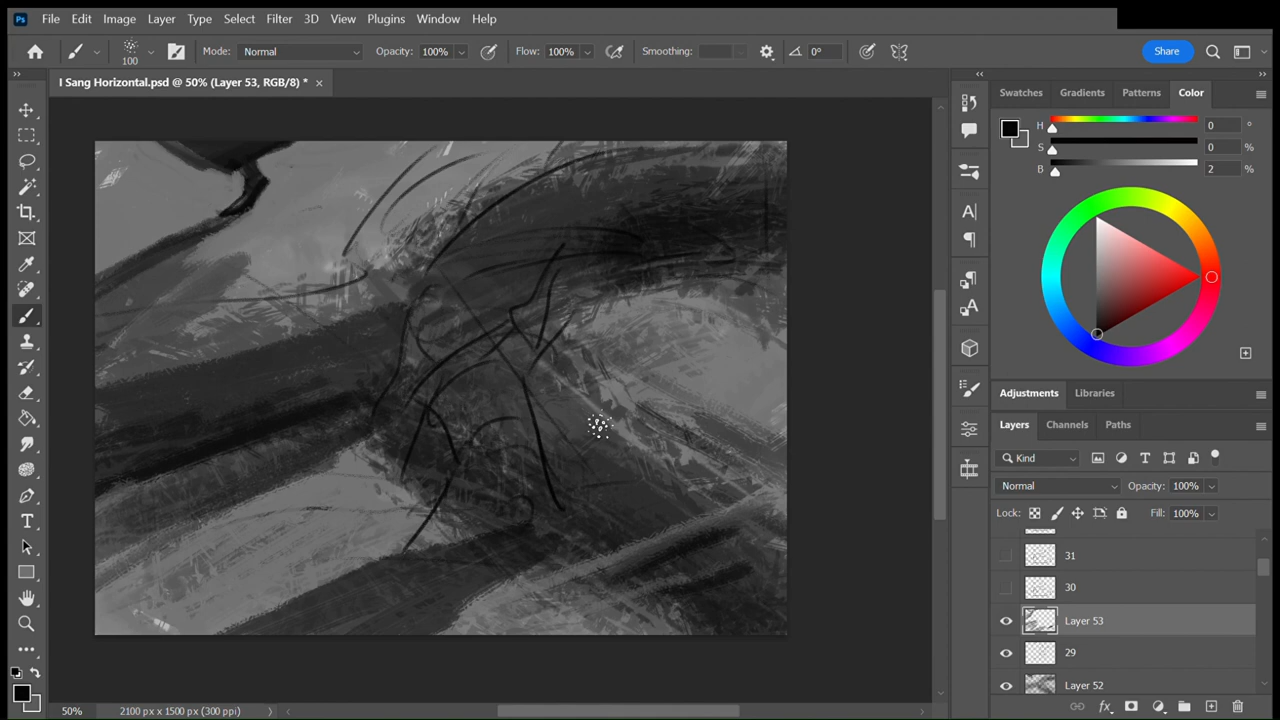 Ps File Edit Image Layer Type Select Filter 3D View Plugins Window Help
100 Mode: Normal Opacity: 100% Flow: 100% Smoothing: 0° Share
I Sang Horizontal.psd @ 50% (Layer 53, RGB/8) * ×
Swatches Gradients Patterns Color
H 0 °
S 0 %
B 2 %
Adjustments Libraries
Layers Channels Paths
Kind
Normal Opacity: 100%
Lock: Fill: 100%
31
30
Layer 53
29
Layer 52
50% 2100 px x 1500 px (300 ppi)